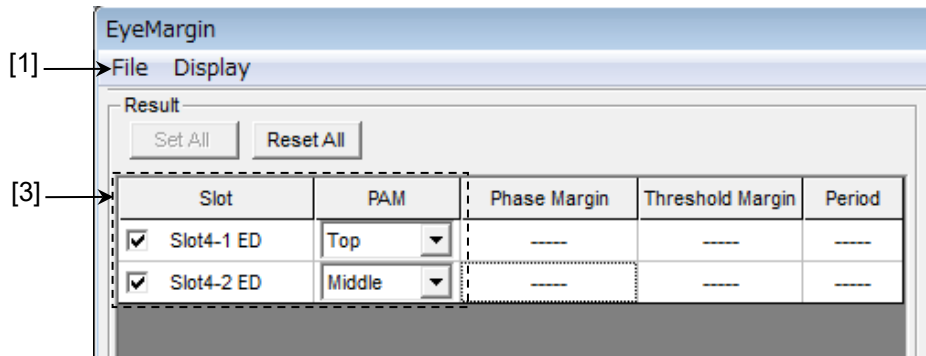 EyeMargin
[1] File Display
Result
Set All Reset All
[3] Slot PAM Phase Margin Threshold Margin Period
Slot4-1 ED Top ----- ----- -----
Slot4-2 ED Middle ----- ----- -----